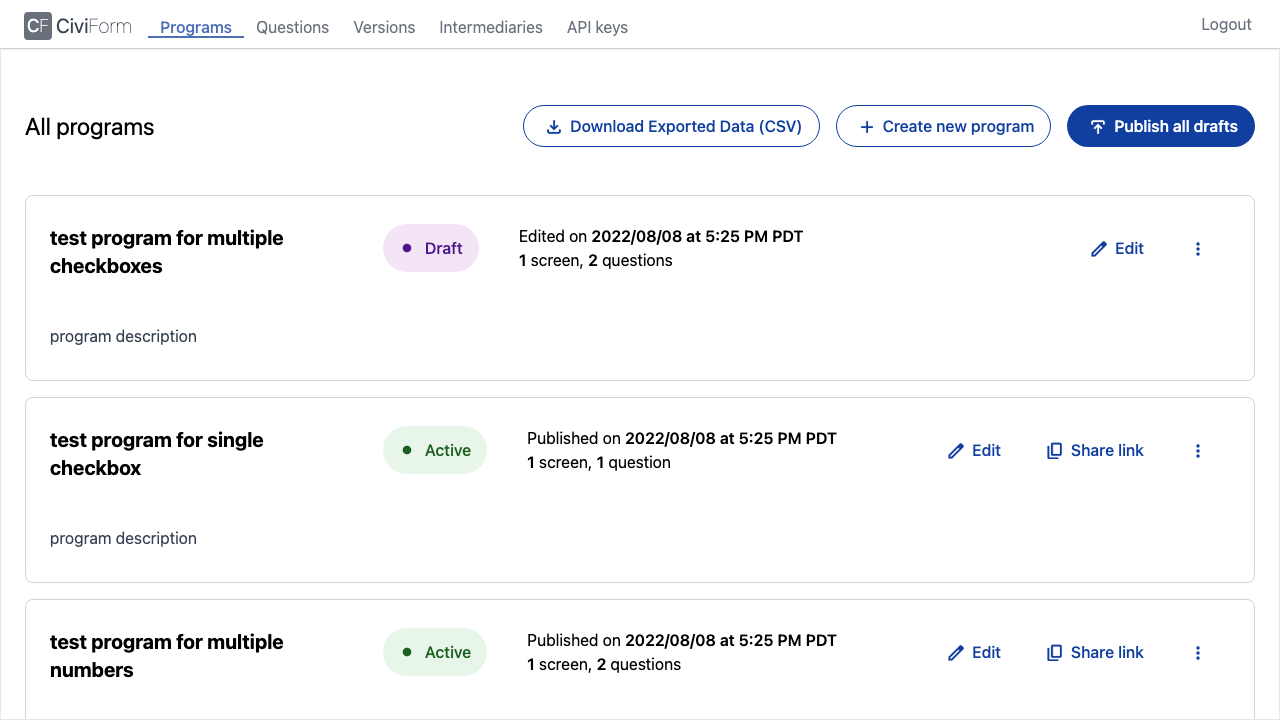 CF CiviForm Programs Questions Versions Intermediaries API keys Logout
All programs Download Exported Data (CSV) Create new program Publish all drafts
test program for multiple
checkboxes
Draft
Edited on 2022/08/08 at 5:25 PM PDT
1 screen, 2 questions
Edit
program description
test program for single
checkbox
Active
Published on 2022/08/08 at 5:25 PM PDT
1 screen, 1 question
Edit Share link
program description
test program for multiple
numbers
Active
Published on 2022/08/08 at 5:25 PM PDT
1 screen, 2 questions
Edit Share link